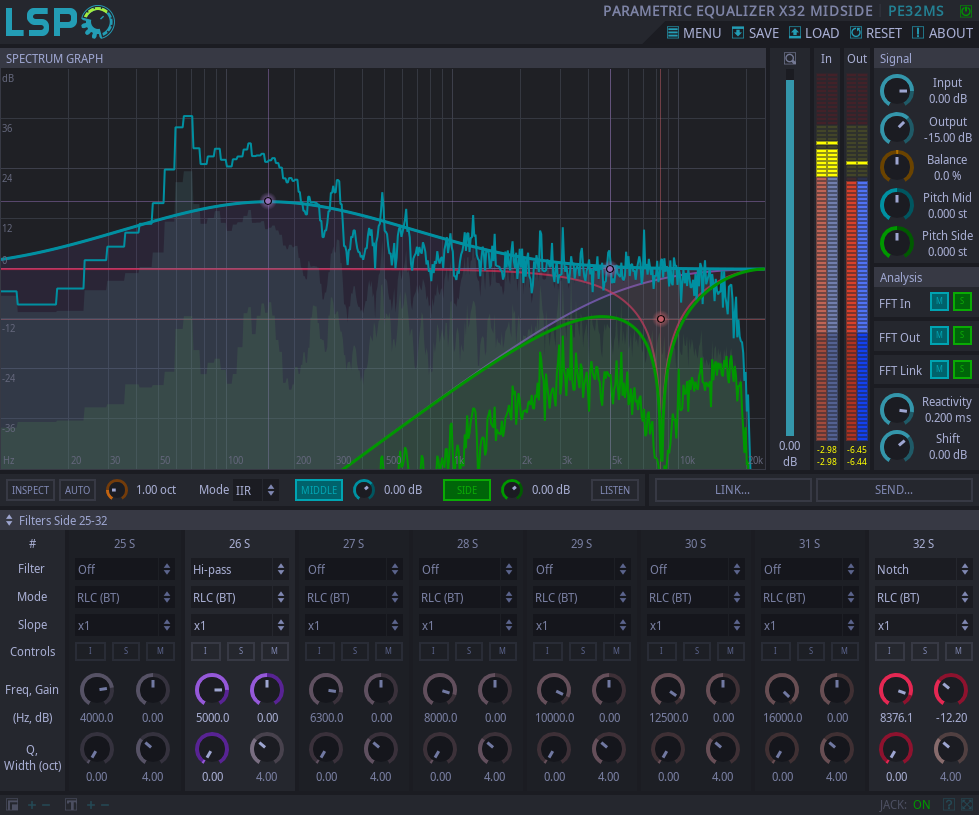 LSP
PARAMETRIC EQUALIZER X32 MIDSIDE PE32MS
MENU SAVE LOAD RESET ABOUT
SPECTRUM GRAPH
In Out
Signal
dB
36
24
12
0
-12
-24
-36
Hz 20 30 50 100 200 300 500 1k 2k 3k 5k 10k 20k
0.00
dB
-2.98 -6.45
-2.98 -6.44
Input
0.00 dB
Output
-15.00 dB
Balance
0.0 %
Pitch Mid
0.000 st
Pitch Side
0.000 st
Analysis
FFT In M S
FFT Out M S
FFT Link M S
Reactivity
0.200 ms
Shift
0.00 dB
INSPECT AUTO 1.00 oct Mode IIR MIDDLE 0.00 dB SIDE 0.00 dB LISTEN LINK... SEND...
Filters Side 25-32
# 25 S 26 S 27 S 28 S 29 S 30 S 31 S 32 S
Filter Off Hi-pass Off Off Off Off Off Notch
Mode RLC (BT) RLC (BT) RLC (BT) RLC (BT) RLC (BT) RLC (BT) RLC (BT) RLC (BT)
Slope x1 x1 x1 x1 x1 x1 x1 x1
Controls I S M I S M I S M I S M I S M I S M I S M I S M
Freq, Gain
(Hz, dB) 4000.0 0.00 5000.0 0.00 6300.0 0.00 8000.0 0.00 10000.0 0.00 12500.0 0.00 16000.0 0.00 8376.1 -12.20
Q,
Width (oct) 0.00 4.00 0.00 4.00 0.00 4.00 0.00 4.00 0.00 4.00 0.00 4.00 0.00 4.00 0.00 4.00
JACK: ON ?